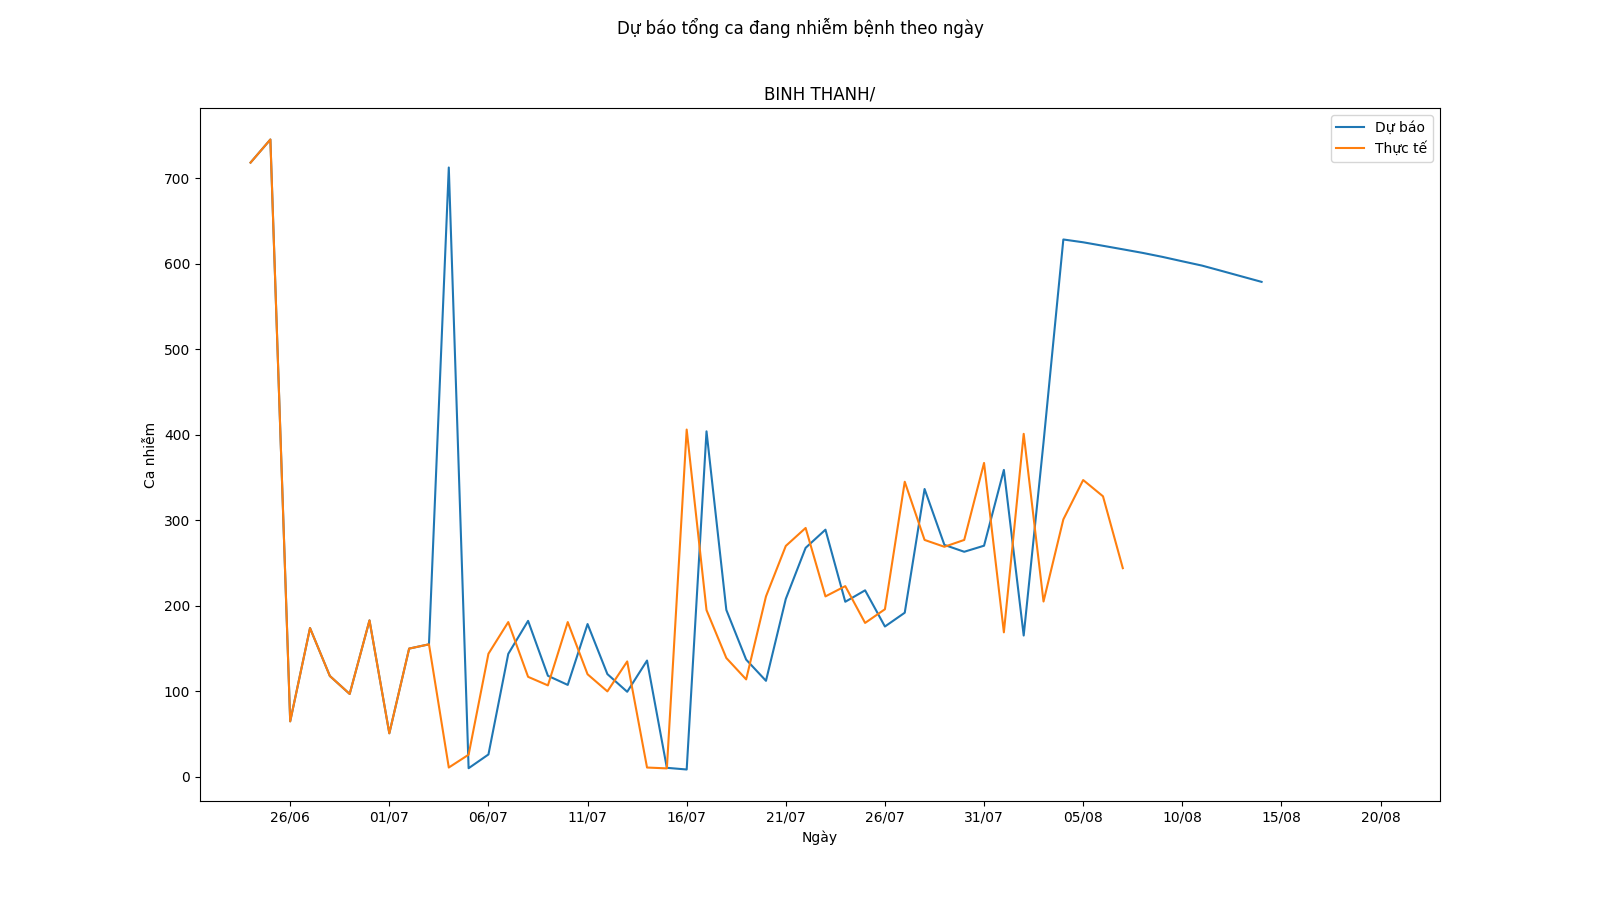 Dự báo tổng ca đang nhiễm bệnh theo ngày
BINH THANH/
Dự báo
Thực tế
700
600
500
400
300
200
100
0
Ca nhiễm
26/06 01/07 06/07 11/07 16/07 21/07 26/07 31/07 05/08 10/08 15/08 20/08
Ngày